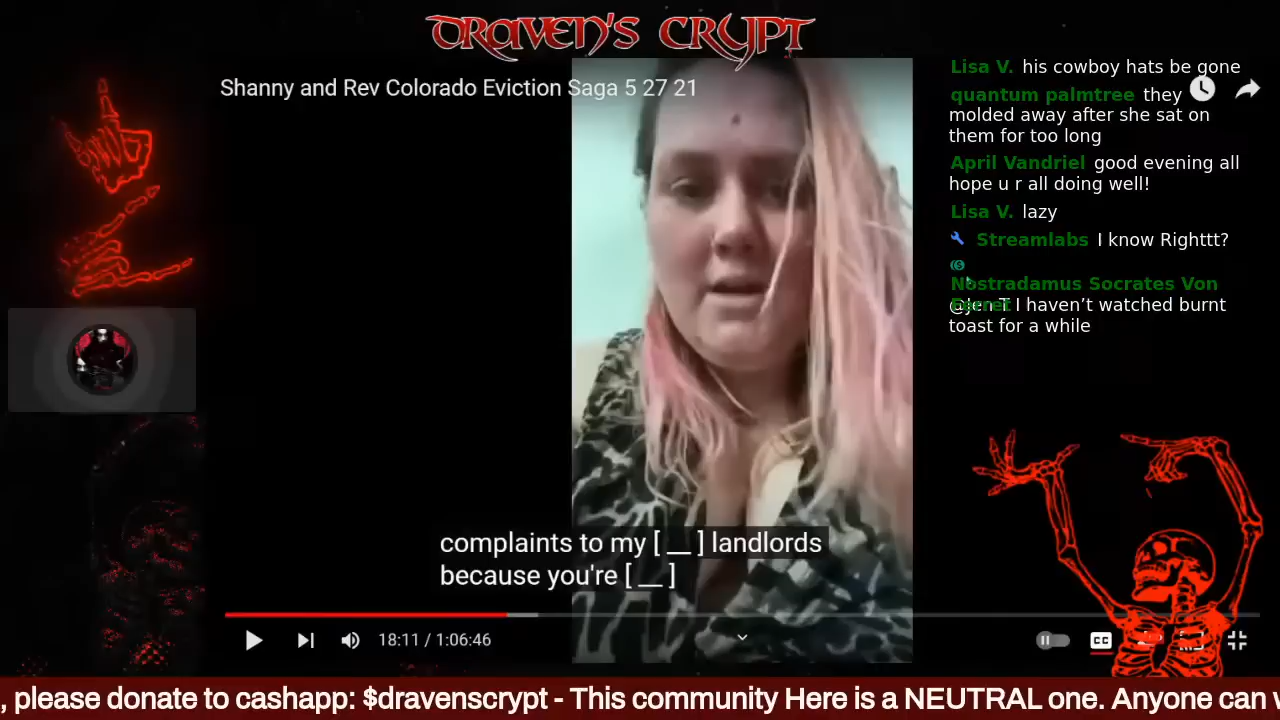 DRAVEN'S CRYPT
Shanny and Rev Colorado Eviction Saga 5 27 21
Lisa V. his cowboy hats be gone
quantum palmtree they
molded away after she sat on
them for too long
April Vandriel good evening all
hope u r all doing well!
Lisa V. lazy
Streamlabs I know Righttt?
Nostradamus Socrates Von
Ferret
@jen T I haven't watched burnt
toast for a while
complaints to my [ __ ] landlords
because you're [ __ ]
18:11 / 1:06:46
CC
, please donate to cashapp: $dravenscrypt - This community Here is a NEUTRAL one. Anyone can